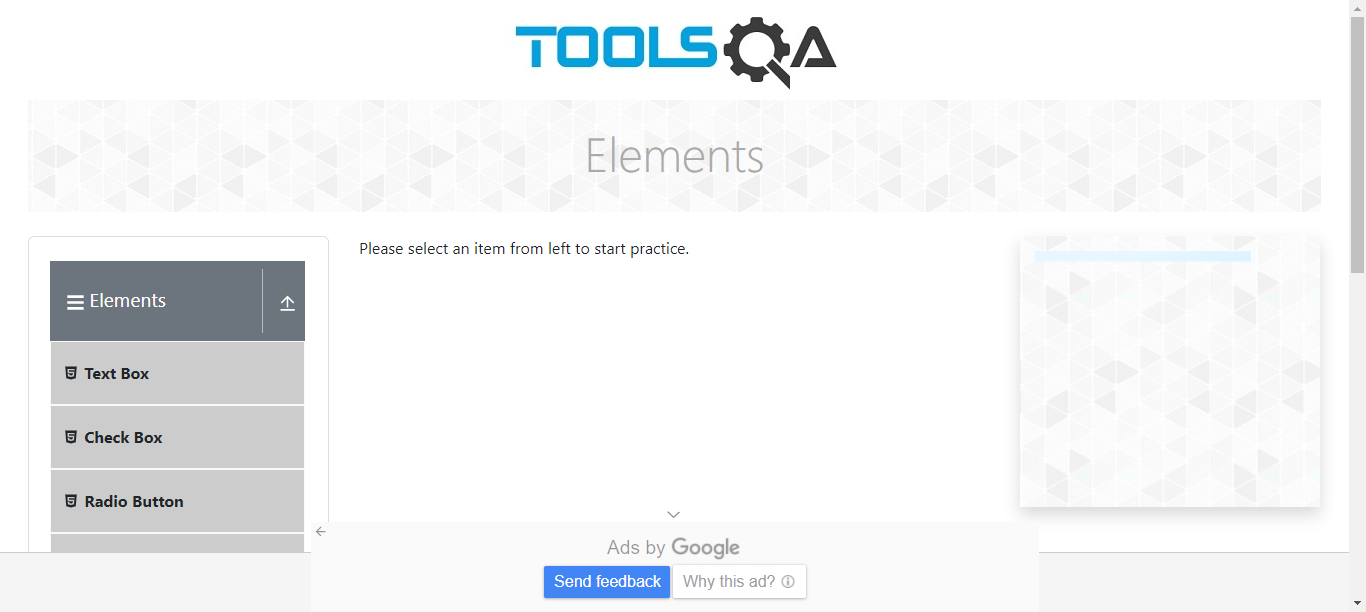 TOOLSQA
Elements
Elements
Text Box
Check Box
Radio Button
Please select an item from left to start practice.
Ads by Google
Send feedback
Why this ad?